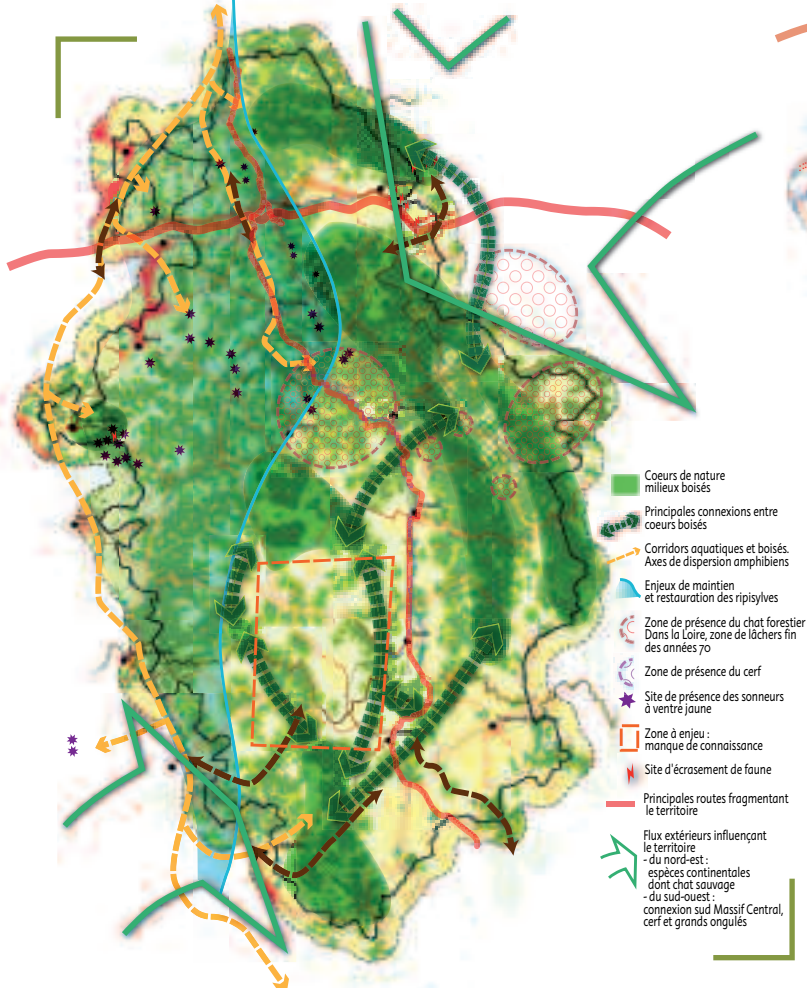 Coeurs de nature
milieux boisés
Principales connexions entre
coeurs boisés
Corridors aquatiques et boisés.
Axes de dispersion amphibiens
Enjeux de maintien
et restauration des ripisylves
Zone de présence du chat forestier
Dans la Loire, zone de lâchers fin
des années 70
Zone de présence du cerf
Site de présence des sonneurs
à ventre jaune
Zone à enjeu :
manque de connaissance
Site d'écrasement de faune
Principales routes fragmentant
le territoire
Flux extérieurs influençant
le territoire
- du nord-est :
espèces continentales
dont chat sauvage
- du sud-ouest :
connexion sud Massif Central,
cerf et grands ongulés